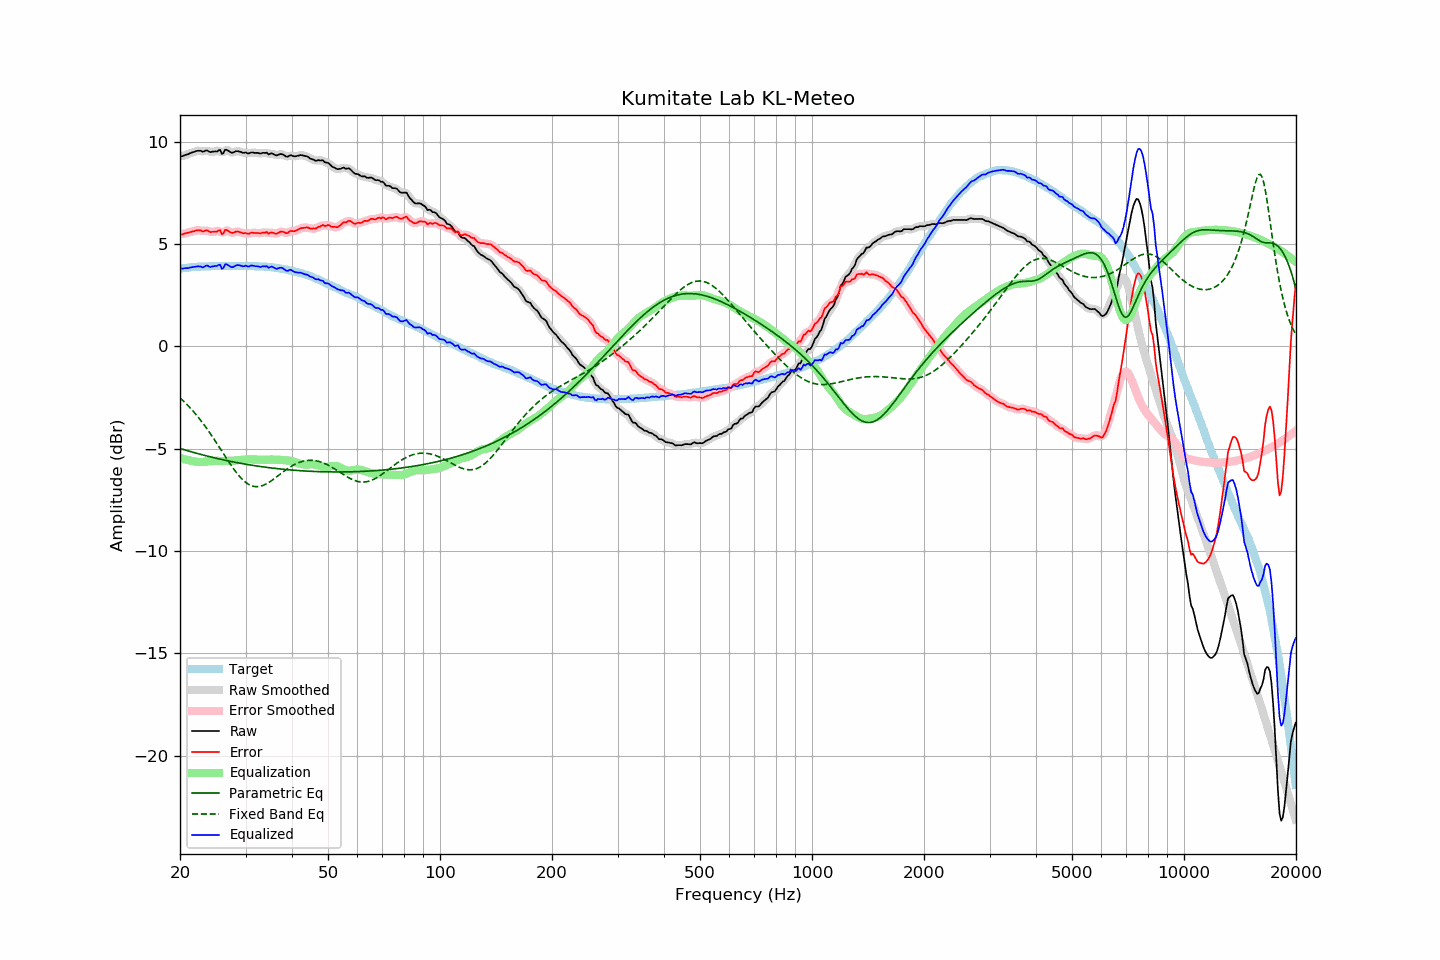 Kumitate Lab KL-Meteo
Amplitude (dBr)
10
5
0
−5
−10
−15
−20
Target
Raw Smoothed
Error Smoothed
Raw
Error
Equalization
Parametric Eq
Fixed Band Eq
Equalized
20 50 100 200 500 1000 2000 5000 10000 20000
Frequency (Hz)